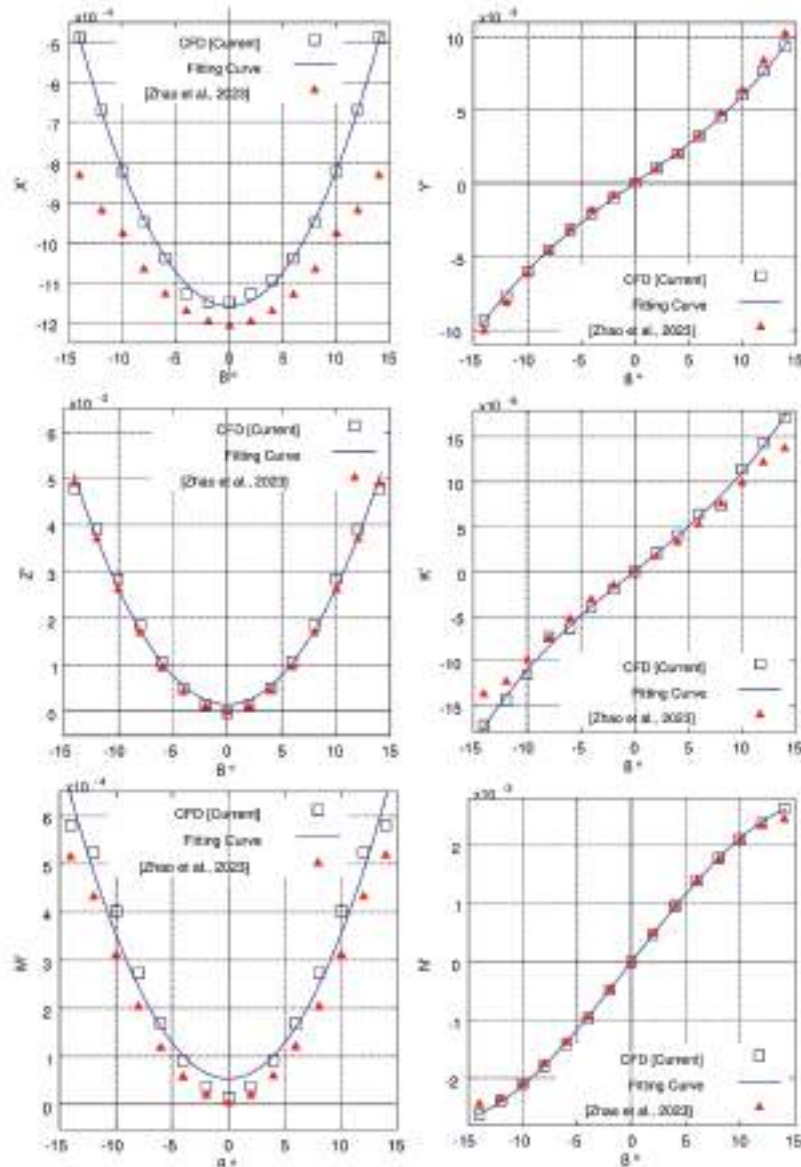 x10 -4
-5
-6
-7
-8
-9
-10
-11
-12
X'
CFD [Current]
Fitting Curve
[Zhao et al., 2023]
-15 -10 -5 0 5 10 15
B °
x10 -3
10
5
0
-5
-10
Y'
CFD [Current]
Fitting Curve
[Zhao et al., 2023]
-15 -10 -5 0 5 10 15
B °
x10 -3
6
5
4
3
2
1
0
Z'
CFD [Current]
Fitting Curve
[Zhao et al., 2023]
-15 -10 -5 0 5 10 15
B °
15
10
5
0
-5
-10
-15
K'
CFD [Current]
Fitting Curve
[Zhao et al., 2023]
-15 -10 -5 0 5 10 15
B °
x10 -4
6
5
4
3
2
1
0
M'
CFD [Current]
Fitting Curve
[Zhao et al., 2023]
-15 -10 -5 0 5 10 15
x10 -3
2
1
0
-1
-2
N'
CFD [Current]
Fitting Curve
[Zhao et al., 2023]
-15 -10 -5 0 5 10 15
B °